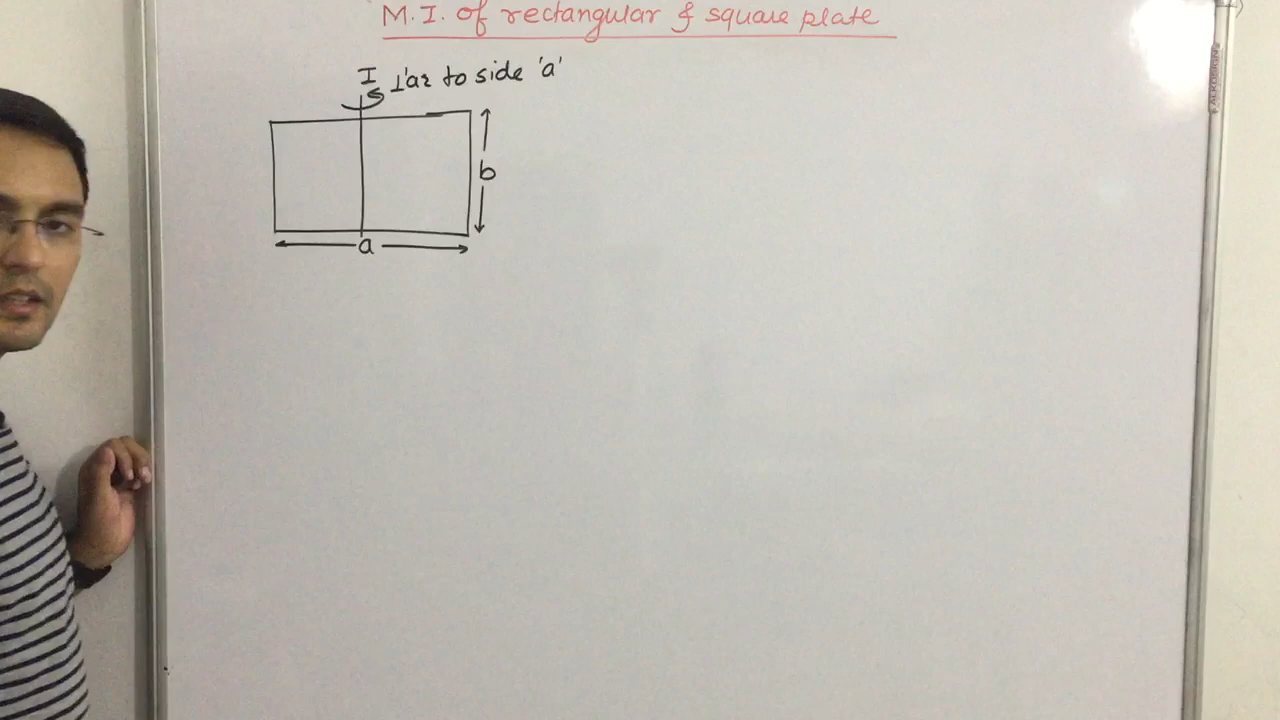 M.I. of rectangular & square plate
I ⊥'ar to side 'a'
b
a